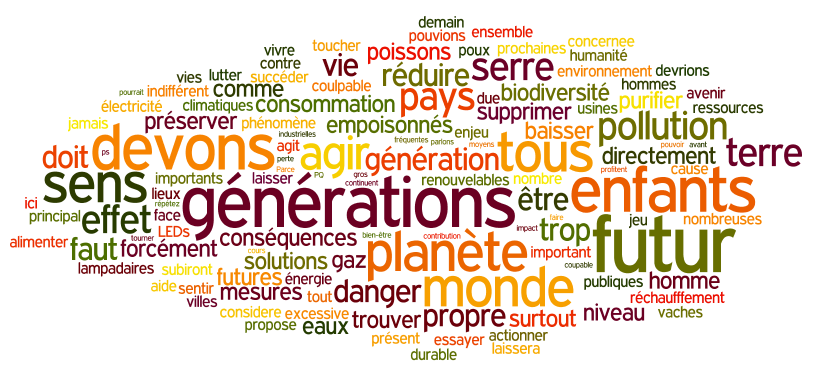 demain
pouvions ensemble
vivre toucher poissons poux prochaines concernee
contre humanité
vies lutter succéder vie réduire serre environnement devrions
pourrait indifférent comme coulpable hommes
électricité climatiques consommation pays due biodiversité purifier avenir
supprimer usines ressources
jamais préserver phénomène empoisonnés enjeu baisser pollution
industrielles fréquentes parlons pouvoir avant
doit ps devons agit agir génération moyens tous directement terre
perte Parce profitent cause
importants laisser PQ gros renouvelables nombre
sens continuent être enfants
ici lieux générations
principal effet répétez face jeu nombreuses
LEDs impact faire trop futur
alimenter faut tourner forcément conséquences bien-être contribution
cours planète important
lampadaires solutions gaz coupable
subiront futures énergie monde publiques homme
aide sentir mesures tout danger réchaufffement
villes
considere excessive trouver propre surtout niveau vaches
propose eaux actionner
présent essayer laissera
durable